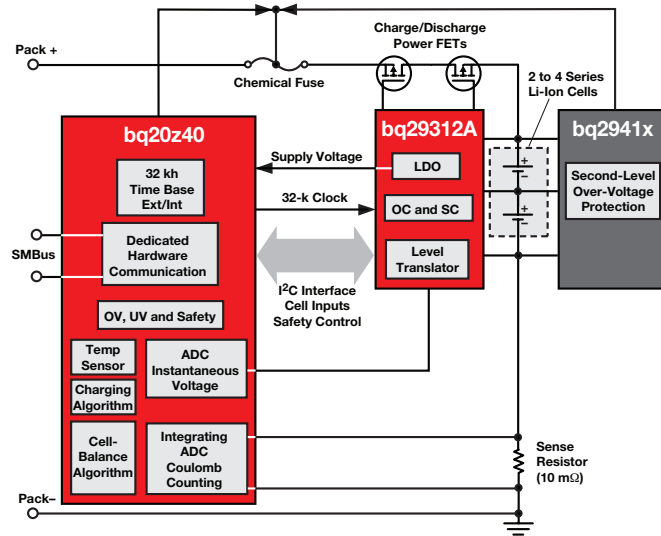 Charge/Discharge
Power FETs
Pack +
Chemical Fuse
2 to 4 Series
Li-Ion Cells
bq20z40
bq29312A
bq2941x
32 kh
Time Base
Ext/Int
Supply Voltage
LDO
+
–
Second-Level
Over-Voltage
Protection
32-k Clock
OC and SC
+
–
SMBus
Dedicated
Hardware
Communication
Level
Translator
I²C Interface
Cell Inputs
Safety Control
OV, UV and Safety
Temp
Sensor
ADC
Instantaneous
Voltage
Charging
Algorithm
Cell-
Balance
Algorithm
Integrating
ADC
Coulomb
Counting
Sense
Resistor
(10 mΩ)
Pack–